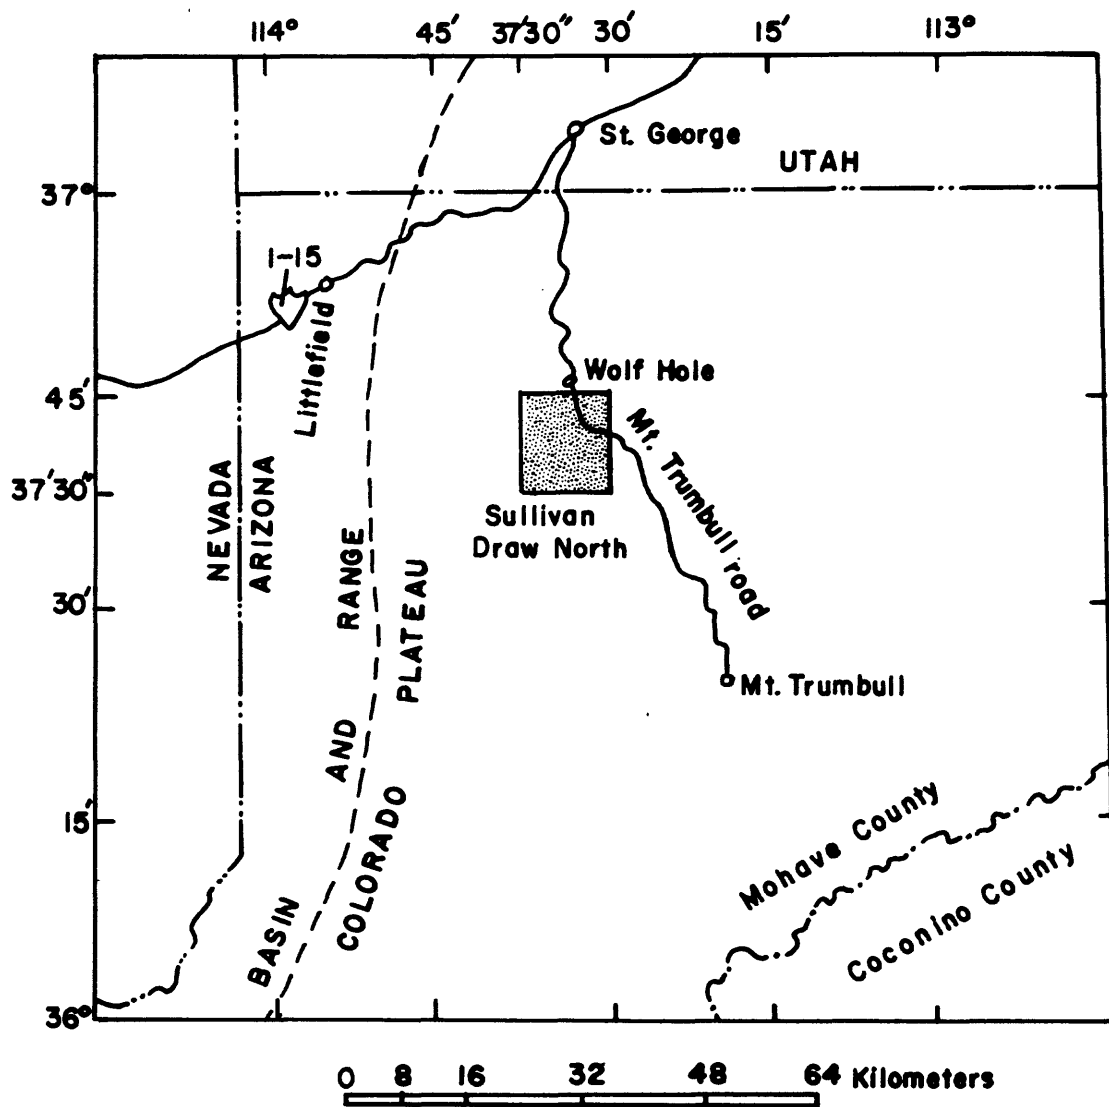 114° 45' 37'30" 30' 15' 113°
St. George
UTAH
37°
1-15
Littlefield
Wolf Hole
45'
Mt. Trumbull road
37'30"
Sullivan
Draw North
NEVADA
ARIZONA
BASIN AND RANGE
COLORADO PLATEAU
30'
Mt. Trumbull
15'
Mohave County
Coconino County
36°
0 8 16 32 48 64 Kilometers